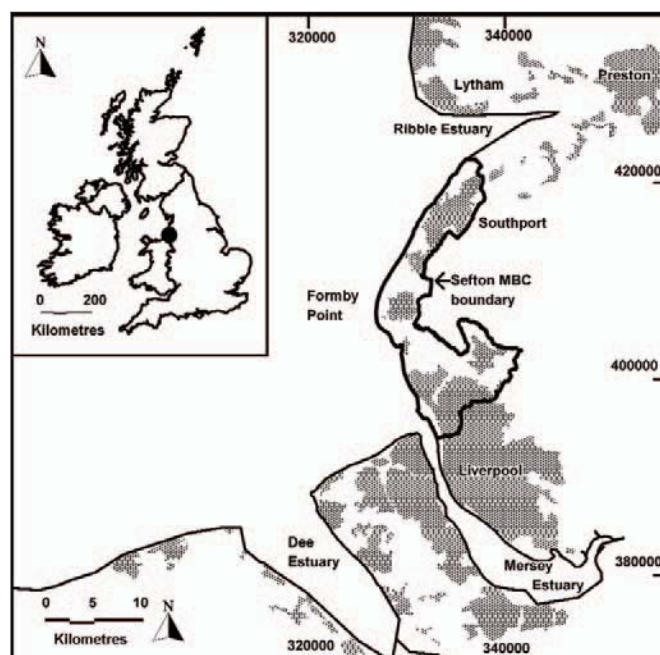 320000
340000
N
Lytham
Preston
Ribble Estuary
420000
Southport
Sefton MBC
boundary
Formby
Point
0 200
Kilometres
400000
Liverpool
Dee
Estuary
Mersey
Estuary
380000
0 5 10
Kilometres
N
320000
340000